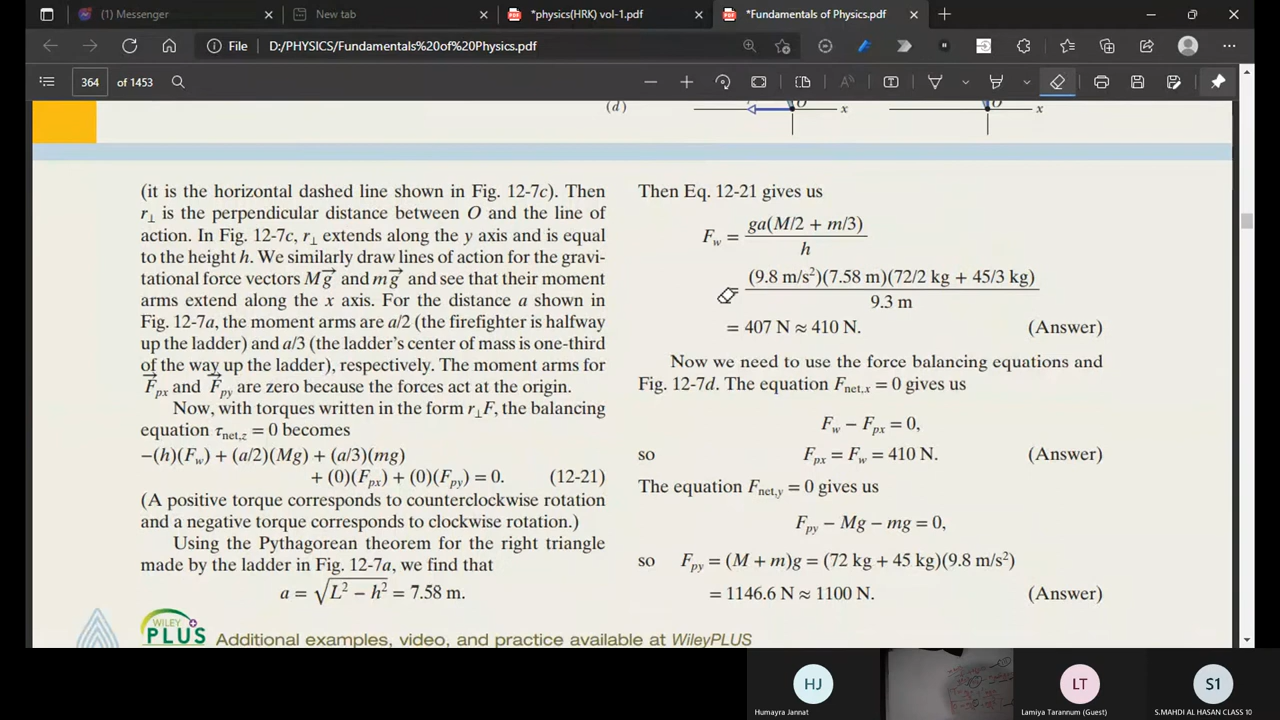 (1) Messenger
New tab
*physics(HRK) vol-1.pdf
*Fundamentals of Physics.pdf
File D:/PHYSICS/Fundamentals%20of%20Physics.pdf
364 of 1453
(d)
O
x
O
x
(it is the horizontal dashed line shown in Fig. 12-7c). Then
r⊥ is the perpendicular distance between O and the line of
action. In Fig. 12-7c, r⊥ extends along the y axis and is equal
to the height h. We similarly draw lines of action for the gravi-
tational force vectors Mg⃗ and mg⃗ and see that their moment
arms extend along the x axis. For the distance a shown in
Fig. 12-7a, the moment arms are a/2 (the firefighter is halfway
up the ladder) and a/3 (the ladder's center of mass is one-third
of the way up the ladder), respectively. The moment arms for
F⃗px and F⃗py are zero because the forces act at the origin.
Now, with torques written in the form r⊥F, the balancing
equation τnet,z = 0 becomes
−(h)(Fw) + (a/2)(Mg) + (a/3)(mg)
+ (0)(Fpx) + (0)(Fpy) = 0. (12-21)
(A positive torque corresponds to counterclockwise rotation
and a negative torque corresponds to clockwise rotation.)
Using the Pythagorean theorem for the right triangle
made by the ladder in Fig. 12-7a, we find that
a = √L² − h² = 7.58 m.
Then Eq. 12-21 gives us
Fw = ga(M/2 + m/3)
h
(9.8 m/s²)(7.58 m)(72/2 kg + 45/3 kg)
9.3 m
= 407 N ≈ 410 N. (Answer)
Now we need to use the force balancing equations and
Fig. 12-7d. The equation Fnet,x = 0 gives us
Fw − Fpx = 0,
so Fpx = Fw = 410 N. (Answer)
The equation Fnet,y = 0 gives us
Fpy − Mg − mg = 0,
so Fpy = (M + m)g = (72 kg + 45 kg)(9.8 m/s²)
= 1146.6 N ≈ 1100 N. (Answer)
WILEY
PLUS Additional examples, video, and practice available at WileyPLUS
HJ
LT
S1
Humayra Jannat
Lamiya Tarannum (Guest)
S.MAHDI AL HASAN CLASS 10